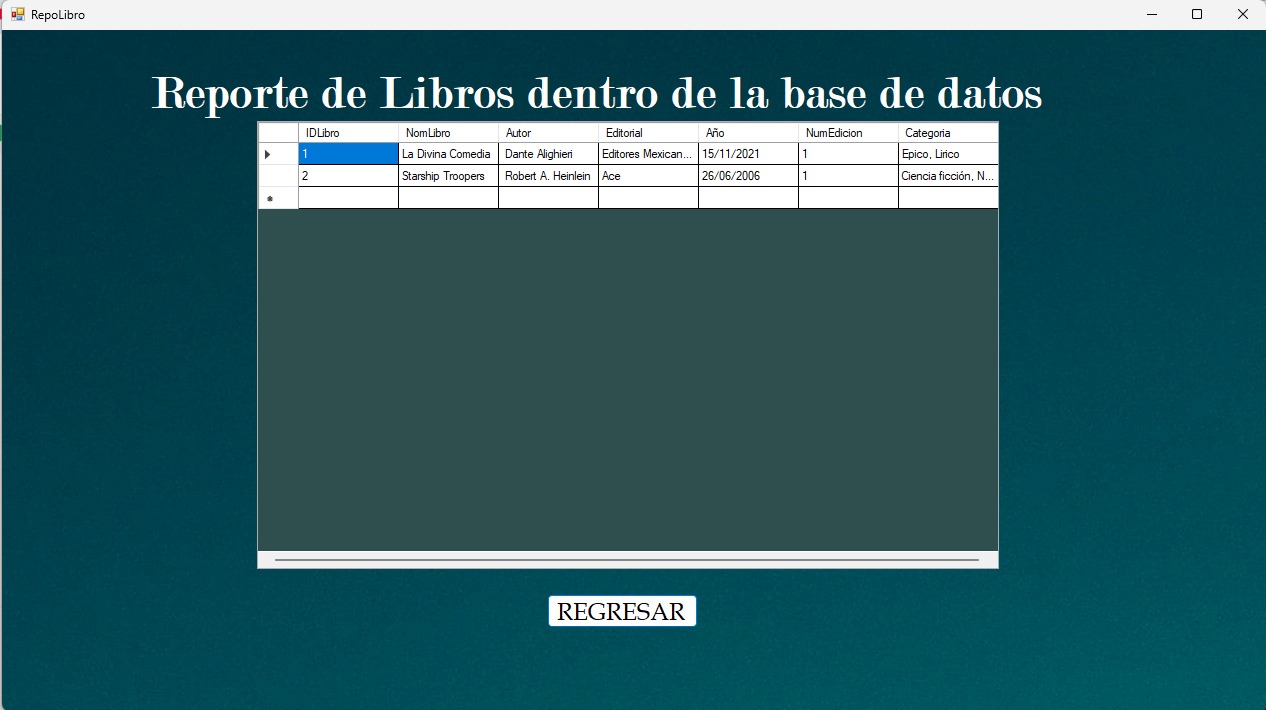 RepoLibro
Reporte de Libros dentro de la base de datos
IDLibro NomLibro Autor Editorial Año NumEdicion Categoria
1 La Divina Comedia Dante Alighieri Editores Mexican... 15/11/2021 1 Epico, Lirico
2 Starship Troopers Robert A. Heinlein Ace 26/06/2006 1 Ciencia ficción, N...
REGRESAR